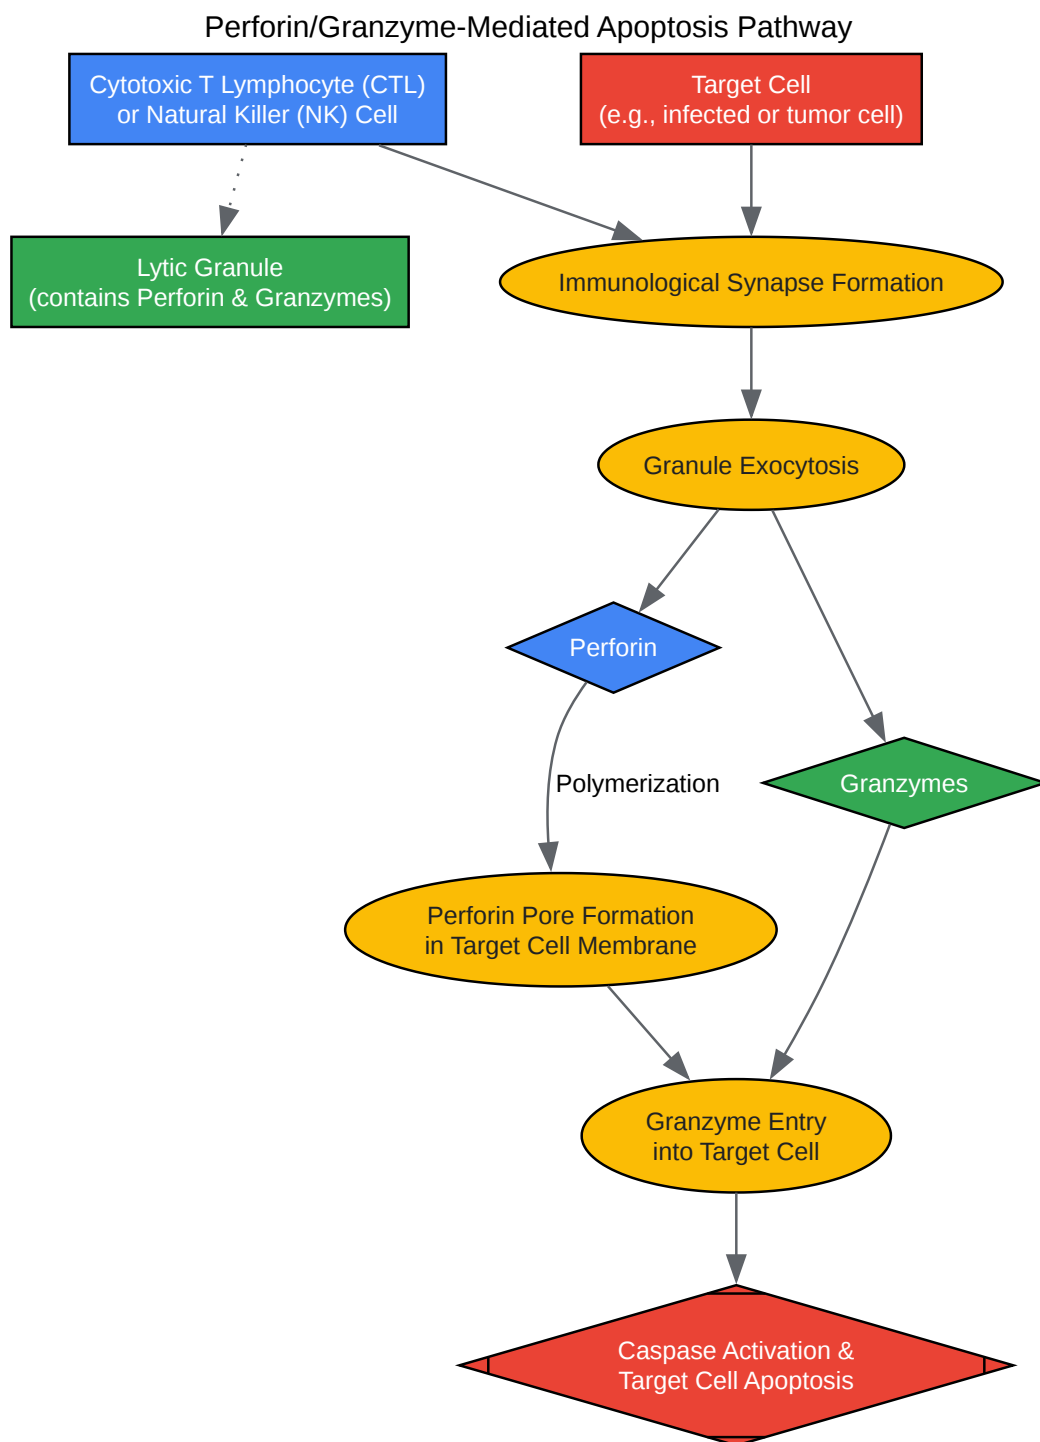 Perforin/Granzyme-Mediated Apoptosis Pathway
Cytotoxic T Lymphocyte (CTL)
or Natural Killer (NK) Cell
Target Cell
(e.g., infected or tumor cell)
Lytic Granule
(contains Perforin & Granzymes)
Immunological Synapse Formation
Granule Exocytosis
Perforin
Polymerization
Granzymes
Perforin Pore Formation
in Target Cell Membrane
Granzyme Entry
into Target Cell
Caspase Activation &
Target Cell Apoptosis